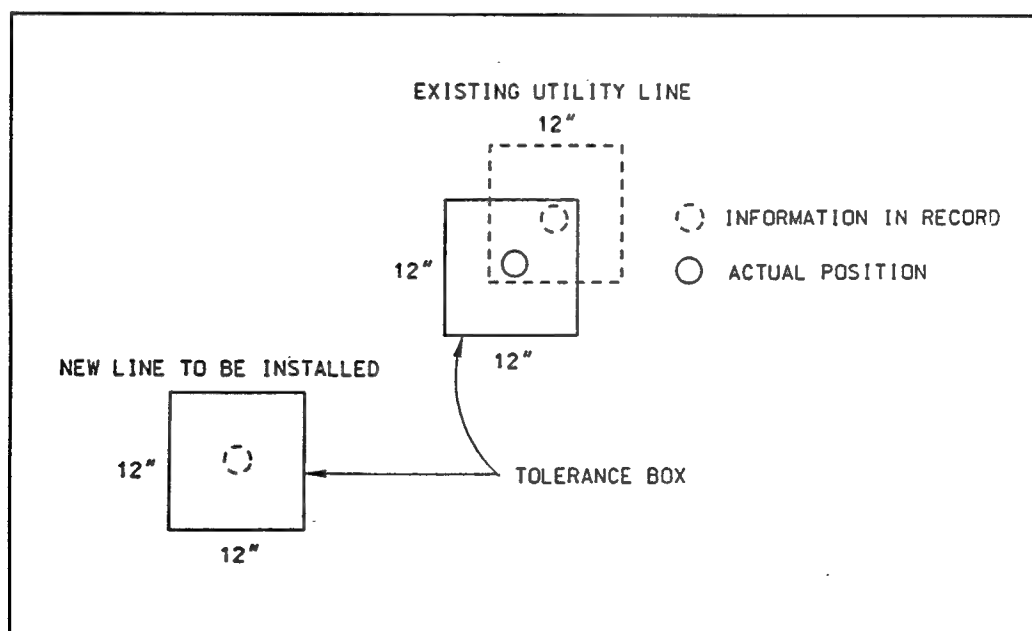 EXISTING UTILITY LINE
12"
INFORMATION IN RECORD
12"
ACTUAL POSITION
12"
NEW LINE TO BE INSTALLED
12"
TOLERANCE BOX
12"